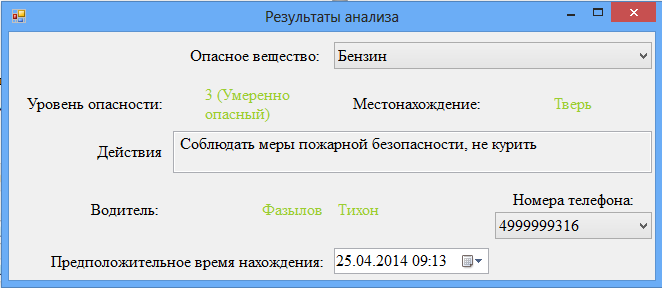 Результаты анализа
Опасное вещество: Бензин
Уровень опасности: 3 (Умеренно опасный) Местонахождение: Тверь
Действия Соблюдать меры пожарной безопасности, не курить
Номера телефона:
Водитель: Фазылов Тихон
4999999316
Предположительное время нахождения: 25.04.2014 09:13